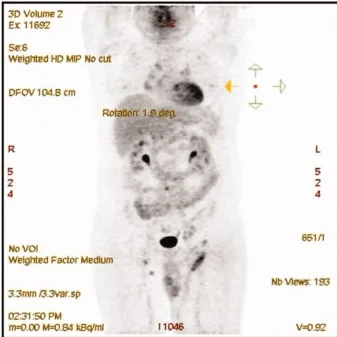 3D Volume 2
Ex: 11692
Se:6
Weighted HD MIP No cut
DFOV 104.8 cm
Rotation: 1.9 deg.
R
L
5
2
4
5
2
4
No VOI
Weighted Factor Medium
651/1
Nb Views: 193
3.3mm /3.3var.sp
02:31:50 PM
m=0.00 M=0.84 kBq/ml
I 1046
V=0.92